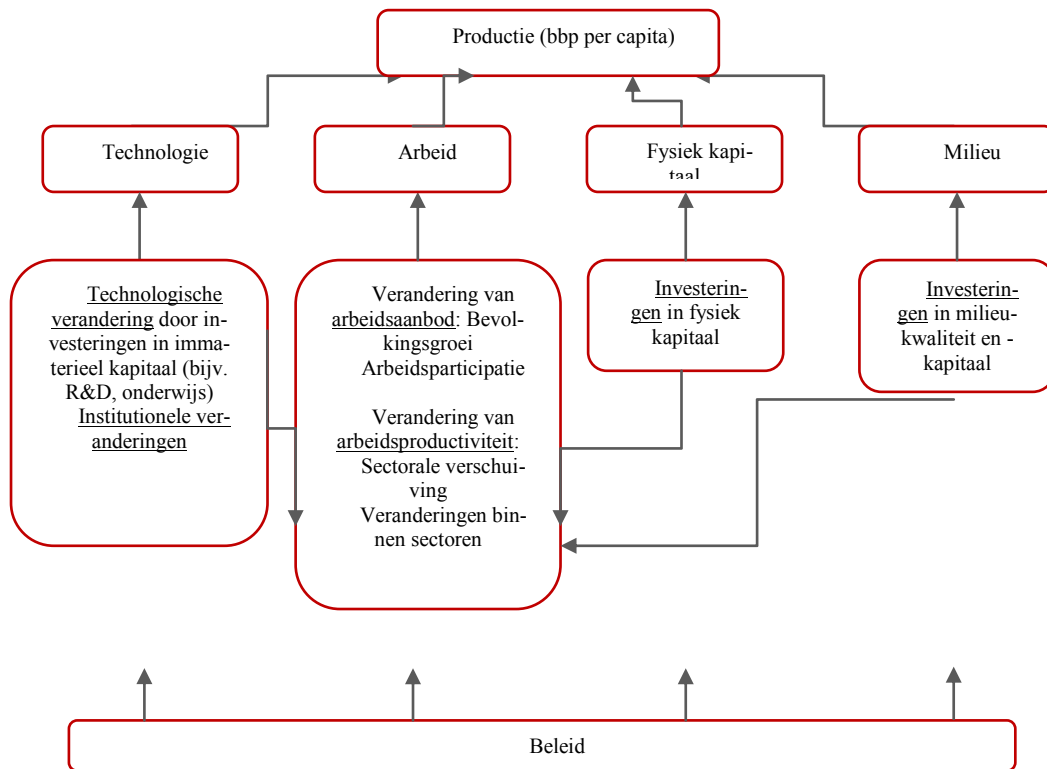 Productie (bbp per capita)
Technologie
Arbeid
Fysiek kapi-
taal
Milieu
Technologische
verandering door in-
vesteringen in imma-
terieel kapitaal (bijv.
R&D, onderwijs)
Institutionele ver-
anderingen
Verandering van
arbeidsaanbod: Bevol-
kingsgroei
Arbeidsparticipatie
Verandering van
arbeidsproductiviteit:
Sectorale verschui-
ving
Veranderingen bin-
nen sectoren
Investerin-
gen in fysiek
kapitaal
Investerin-
gen in milieu-
kwaliteit en -
kapitaal
Beleid